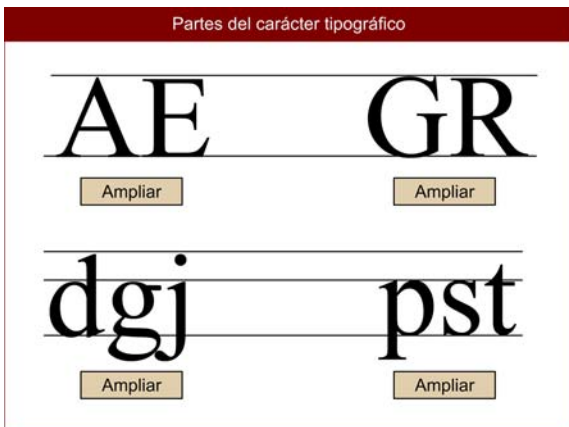 Partes del carácter tipográfico
AE GR
Ampliar Ampliar
dgj pst
Ampliar Ampliar